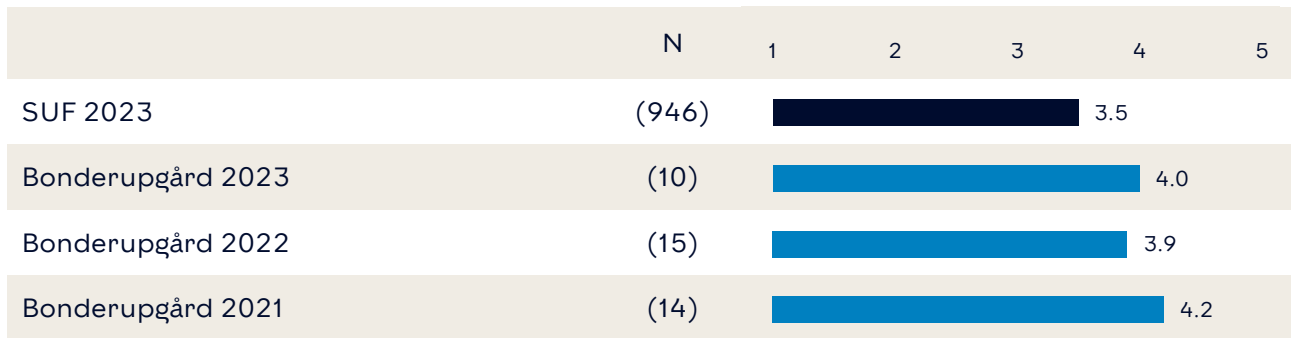 N 1 2 3 4 5
SUF 2023 (946) 3.5
Bonderupgård 2023 (10) 4.0
Bonderupgård 2022 (15) 3.9
Bonderupgård 2021 (14) 4.2